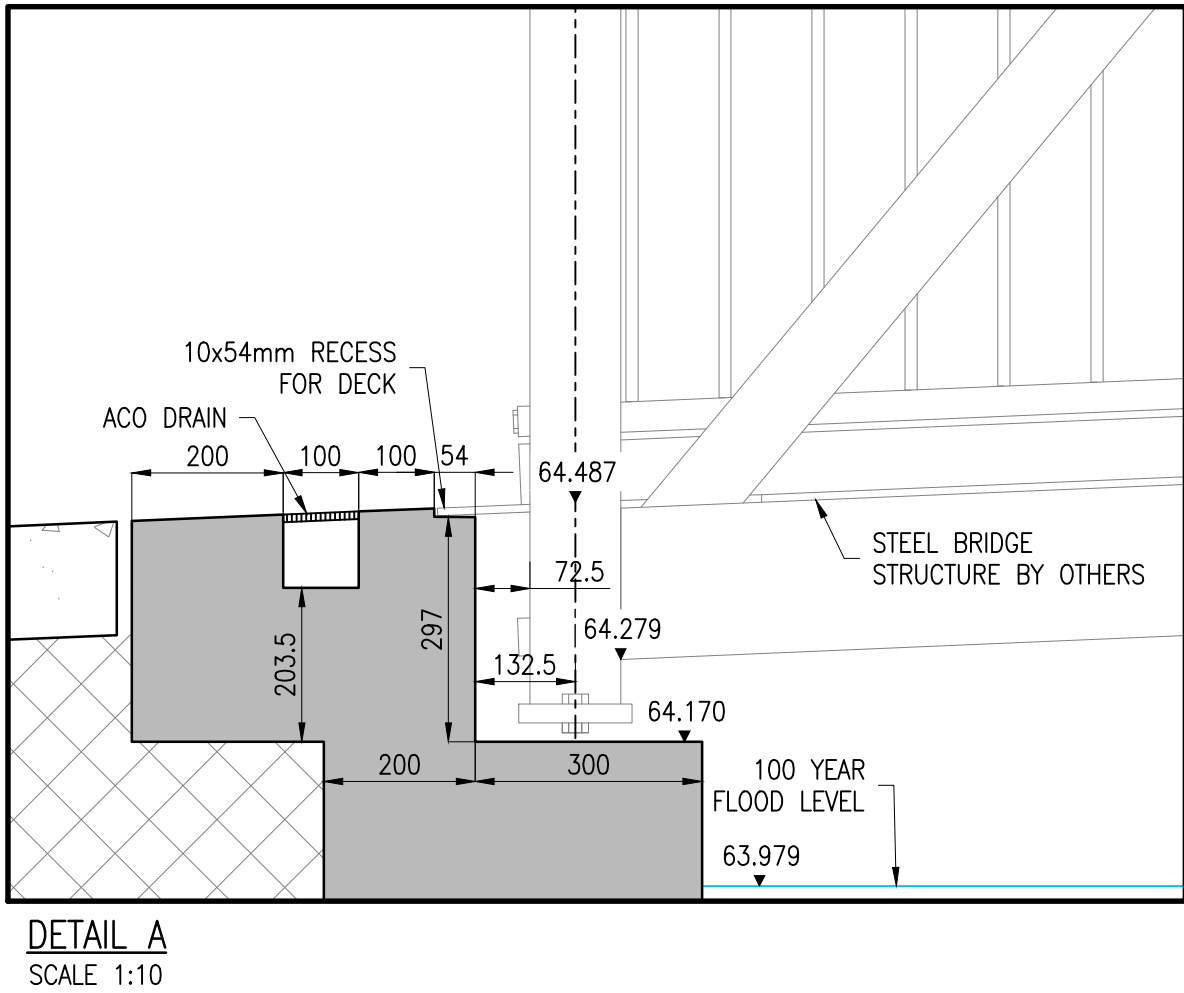 10x54mm RECESS
FOR DECK
ACO DRAIN
200
100
100
54
64.487
STEEL BRIDGE
STRUCTURE BY OTHERS
72.5
297
203.5
64.279
132.5
64.170
200
300
100 YEAR
FLOOD LEVEL
63.979
DETAIL A
SCALE 1:10